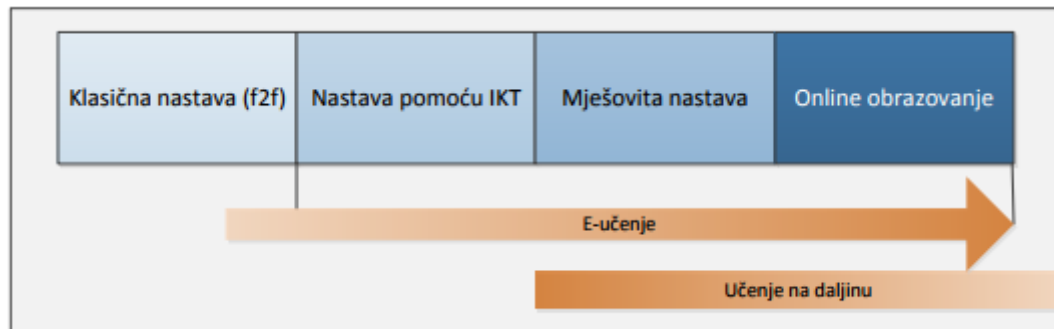 Klasična nastava (f2f)
Nastava pomoću IKT
Mješovita nastava
Online obrazovanje
E-učenje
Učenje na daljinu